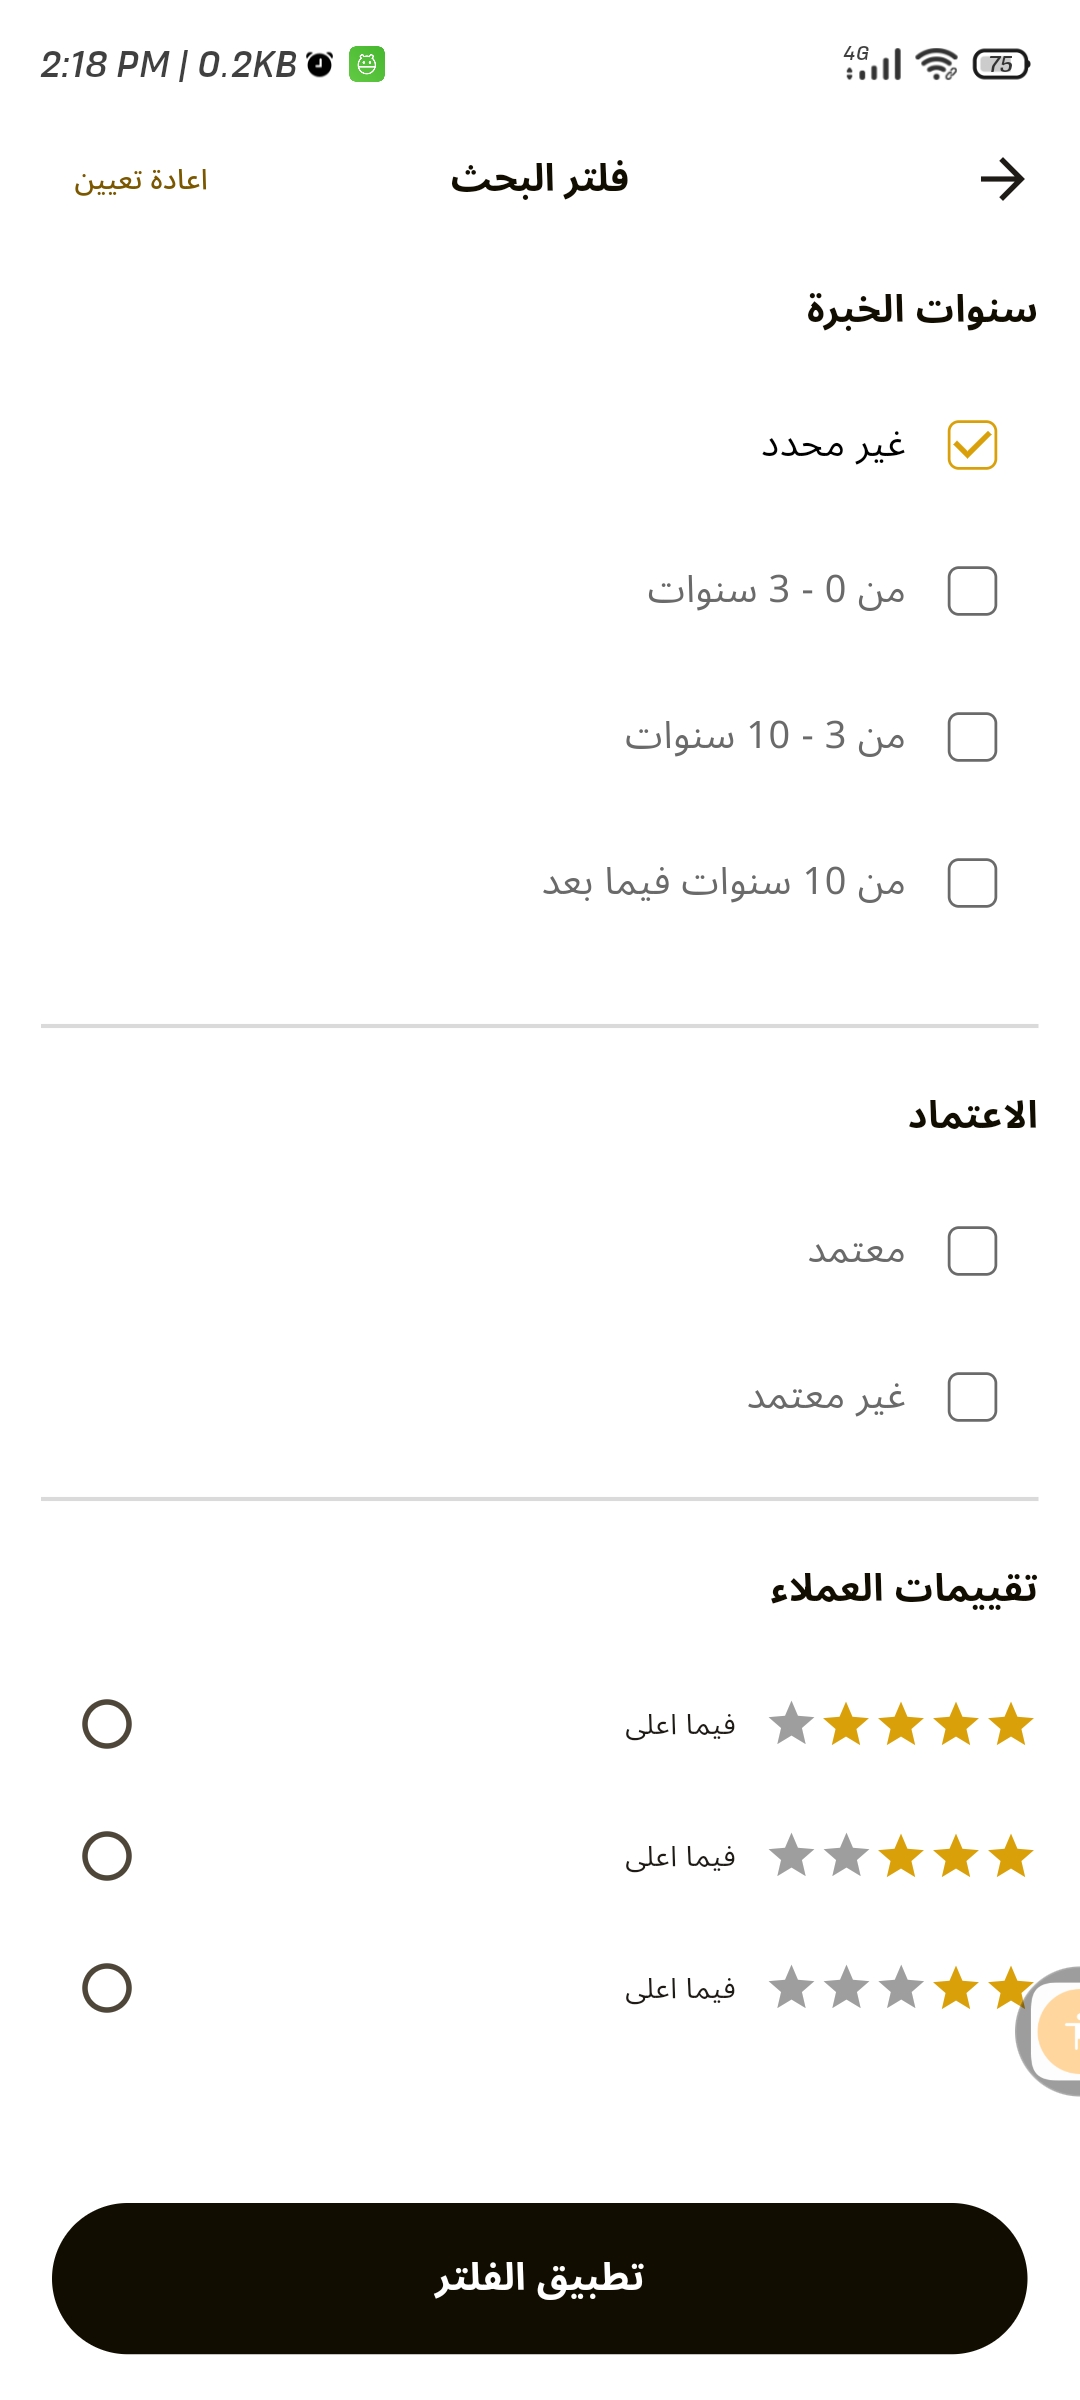 2:18 PM | 0.2KB 4G 75
فلتر البحث
اعادة تعيين
سنوات الخبرة
غير محدد
من 0 - 3 سنوات
من 3 - 10 سنوات
من 10 سنوات فيما بعد
الاعتماد
معتمد
غير معتمد
تقييمات العملاء
فيما اعلى
فيما اعلى
فيما اعلى
تطبيق الفلتر